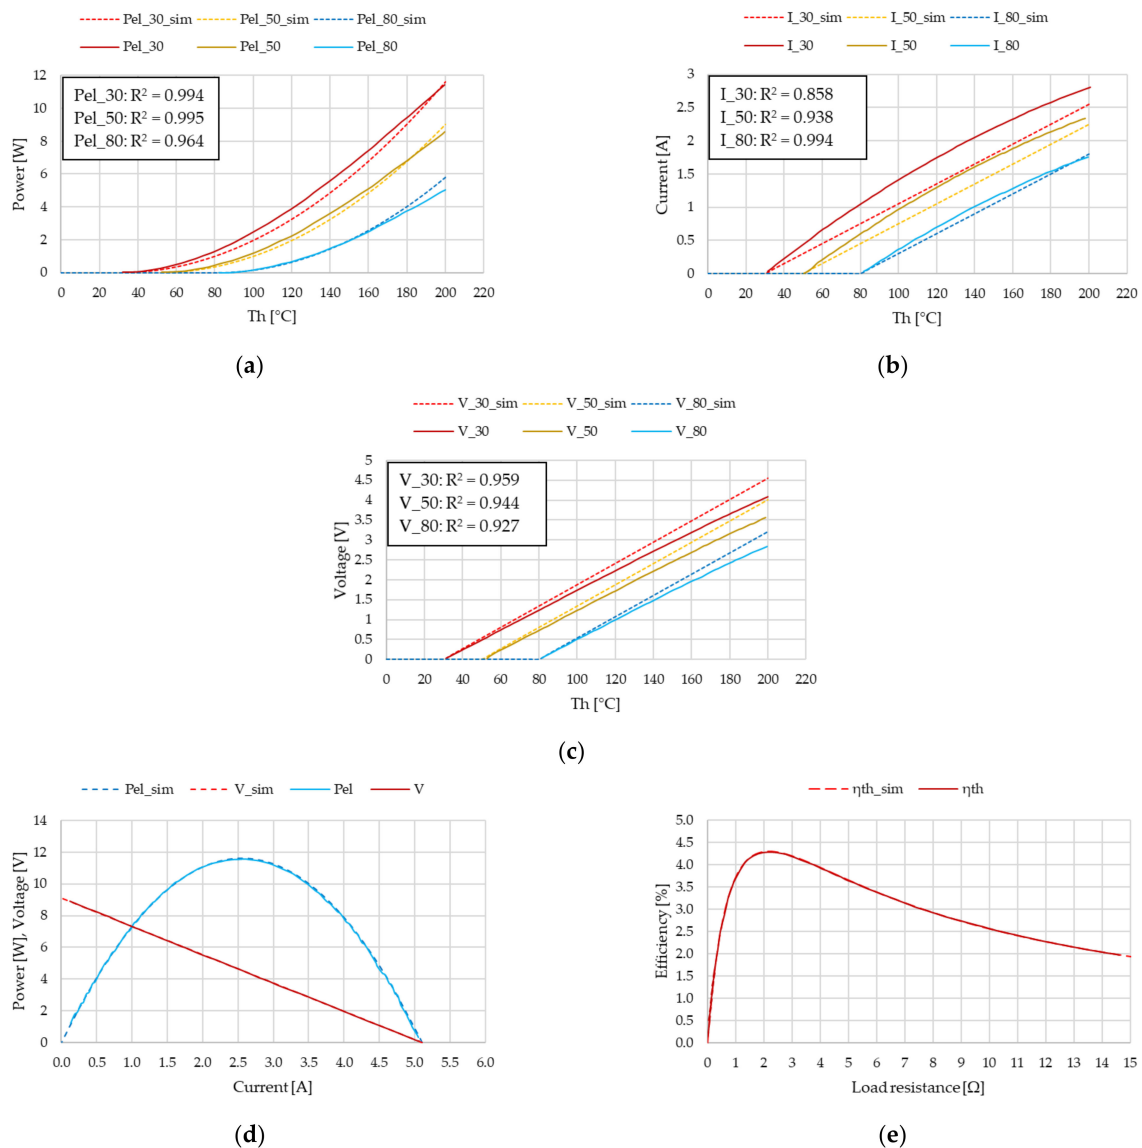 Pel_30_sim Pel_50_sim Pel_80_sim
Pel_30 Pel_50 Pel_80
Power [W]
12
10
8
6
4
2
0
Pel_30: R² = 0.994
Pel_50: R² = 0.995
Pel_80: R² = 0.964
0 20 40 60 80 100 120 140 160 180 200 220
Th [°C]
(a)
I_30_sim I_50_sim I_80_sim
I_30 I_50 I_80
Current [A]
3
2.5
2
1.5
1
0.5
0
I_30: R² = 0.858
I_50: R² = 0.938
I_80: R² = 0.994
0 20 40 60 80 100 120 140 160 180 200 220
Th [°C]
(b)
V_30_sim V_50_sim V_80_sim
V_30 V_50 V_80
Voltage [V]
5
4.5
4
3.5
3
2.5
2
1.5
1
0.5
0
V_30: R² = 0.959
V_50: R² = 0.944
V_80: R² = 0.927
0 20 40 60 80 100 120 140 160 180 200 220
Th [°C]
(c)
Pel_sim V_sim Pel V
Power [W], Voltage [V]
14
12
10
8
6
4
2
0
0.0 0.5 1.0 1.5 2.0 2.5 3.0 3.5 4.0 4.5 5.0 5.5 6.0
Current [A]
(d)
ηth_sim ηth
Efficiency [%]
5.0
4.5
4.0
3.5
3.0
2.5
2.0
1.5
1.0
0.5
0.0
0 1 2 3 4 5 6 7 8 9 10 11 12 13 14 15
Load resistance [Ω]
(e)